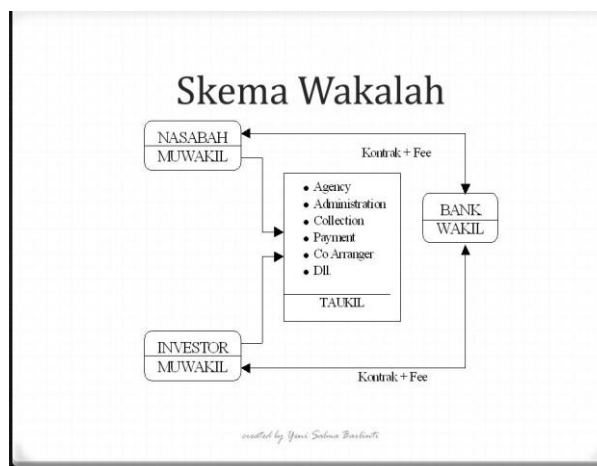 Skema Wakalah
NASABAH
MUWAKIL
Kontrak + Fee
• Agency
• Administration
• Collection
• Payment
• Co Arranger
• Dll.
TAUKIL
BANK
WAKIL
INVESTOR
MUWAKIL
Kontrak + Fee
created by Yeni Salma Barlinti